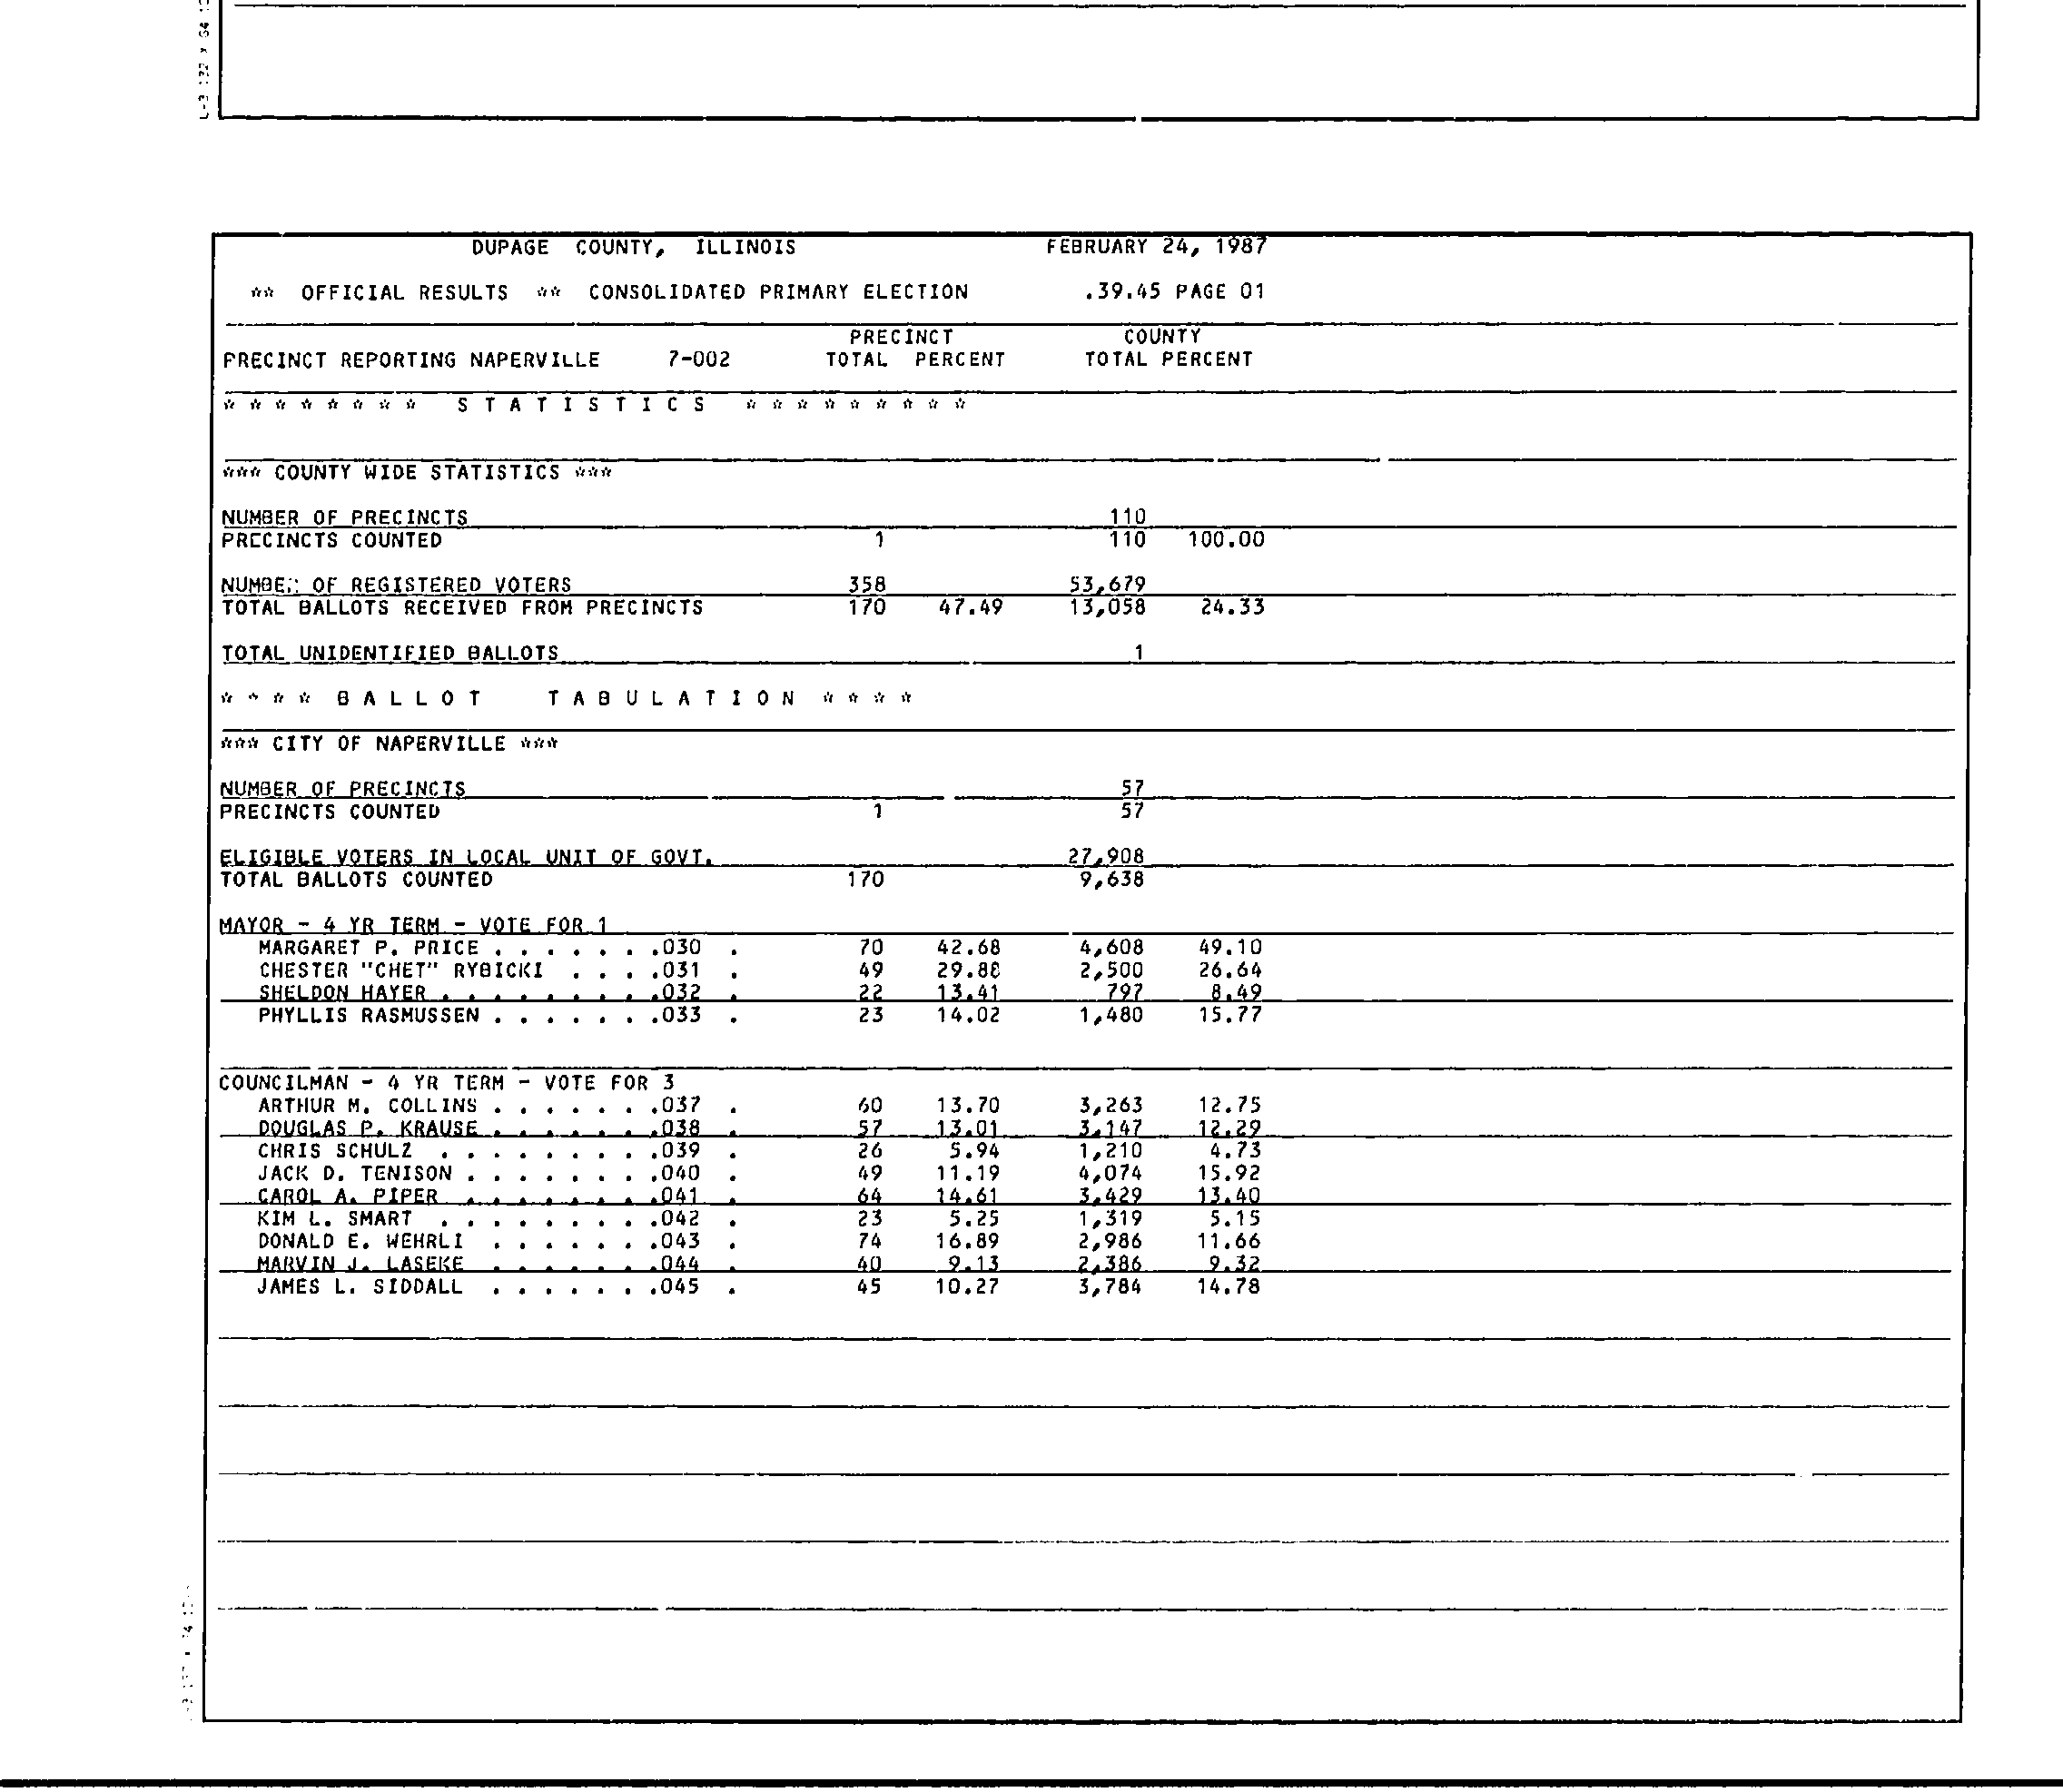 L-3 132 X 64
DUPAGE COUNTY, ILLINOIS FEBRUARY 24, 1987
** OFFICIAL RESULTS ** CONSOLIDATED PRIMARY ELECTION .39.45 PAGE 01
PRECINCT COUNTY
PRECINCT REPORTING NAPERVILLE 7-002 TOTAL PERCENT TOTAL PERCENT
* * * * * * * * S T A T I S T I C S * * * * * * * * *
*** COUNTY WIDE STATISTICS ***
NUMBER OF PRECINCTS 110
PRECINCTS COUNTED 1 110 100.00
NUMBER OF REGISTERED VOTERS 358 53,679
TOTAL BALLOTS RECEIVED FROM PRECINCTS 170 47.49 13,058 24.33
TOTAL UNIDENTIFIED BALLOTS 1
* * * * B A L L O T T A B U L A T I O N * * * *
*** CITY OF NAPERVILLE ***
NUMBER OF PRECINCTS 57
PRECINCTS COUNTED 1 57
ELIGIBLE VOTERS IN LOCAL UNIT OF GOVT. 27,908
TOTAL BALLOTS COUNTED 170 9,638
MAYOR - 4 YR TERM - VOTE FOR 1
MARGARET P. PRICE . . . . . . .030 . 70 42.68 4,608 49.10
CHESTER "CHET" RYBICKI . . . .031 . 49 29.88 2,500 26.64
SHELDON HAYER . . . . . . . . .032 . 22 13.41 797 8.49
PHYLLIS RASMUSSEN . . . . . . .033 . 23 14.02 1,480 15.77
COUNCILMAN - 4 YR TERM - VOTE FOR 3
ARTHUR M. COLLINS . . . . . . .037 . 60 13.70 3,263 12.75
DOUGLAS P. KRAUSE . . . . . . .038 . 57 13.01 3,147 12.29
CHRIS SCHULZ . . . . . . . . .039 . 26 5.94 1,210 4.73
JACK D. TENISON . . . . . . . .040 . 49 11.19 4,074 15.92
CAROL A. PIPER . . . . . . . .041 . 64 14.61 3,429 13.40
KIM L. SMART . . . . . . . . .042 . 23 5.25 1,319 5.15
DONALD E. WEHRLI . . . . . . .043 . 74 16.89 2,986 11.66
MARVIN J. LASEKE . . . . . . .044 . 40 9.13 2,386 9.32
JAMES L. SIDDALL . . . . . . .045 . 45 10.27 3,784 14.78